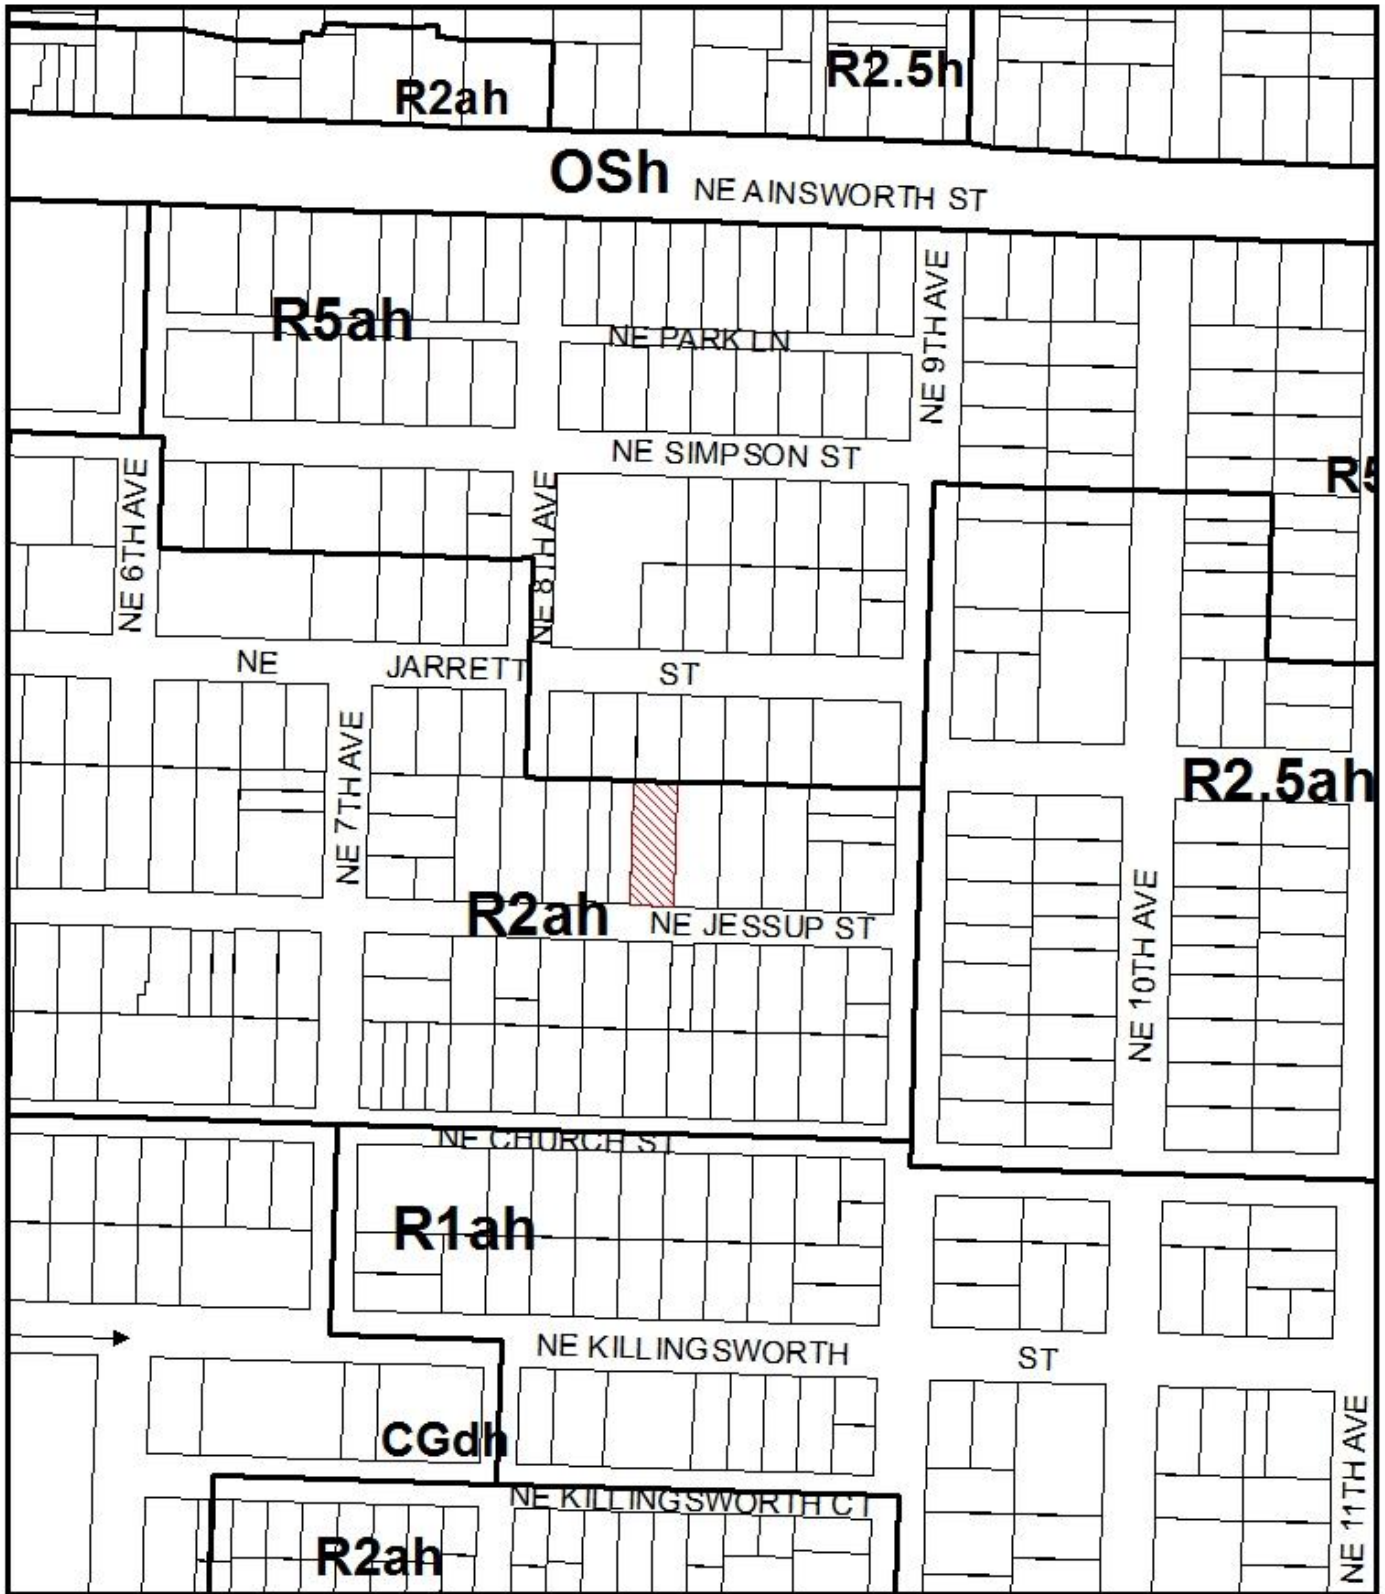 R2.5h
R2ah
OSh
NE AINSWORTH ST
R5ah
NE PARK LN
NE 9TH AVE
NE SIMPSON ST
R5
NE 6TH AVE
NE 8TH AVE
NE JARRETT ST
NE 7TH AVE
R2.5ah
R2ah
NE JESSUP ST
NE 10TH AVE
NE CHURCH ST
R1ah
NE KILLINGSWORTH ST
CGdh
NE 11TH AVE
NE KILLINGSWORTH CT
R2ah